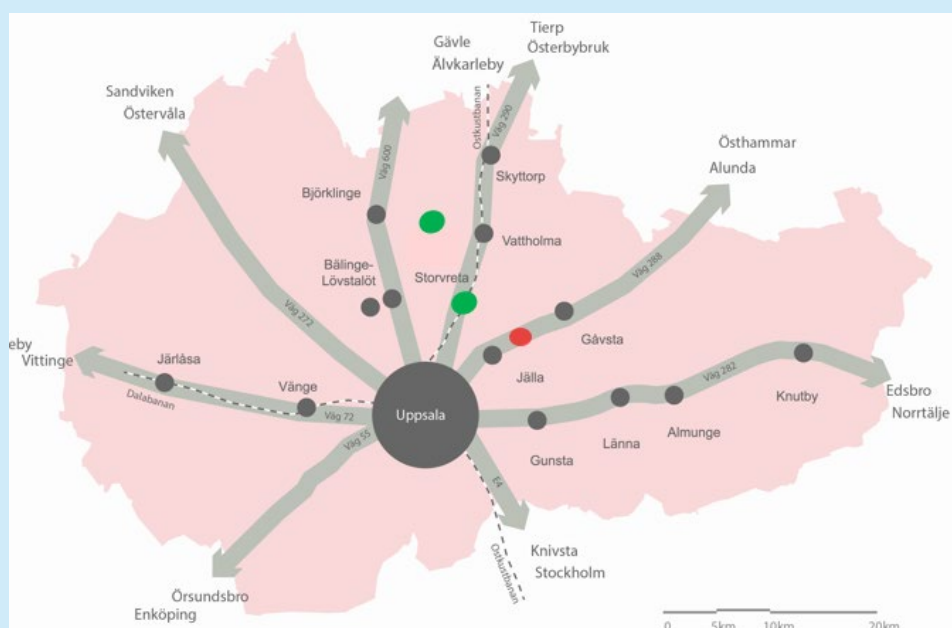 Tierp
Österbybruk
Gävle
Älvkarleby
Sandviken
Östervåla
Östhammar
Alunda
Ostkustbanan
Väg 290
Väg 600
Skyttorp
Björklinge
Vattholma
Bälinge-
Lövstalöt
Storvreta
Väg 288
Väg 272
Gåvsta
eby
Vittinge
Järlåsa
Jälla
Dalabanan
Vänge
Väg 72
Uppsala
Väg 282
Knutby
Edsbro
Norrtälje
Almunge
Länna
Gunsta
Väg 55
E4
Knivsta
Stockholm
Ostkustbanan
Örsundsbro
Enköping
0 5km 10km 20km